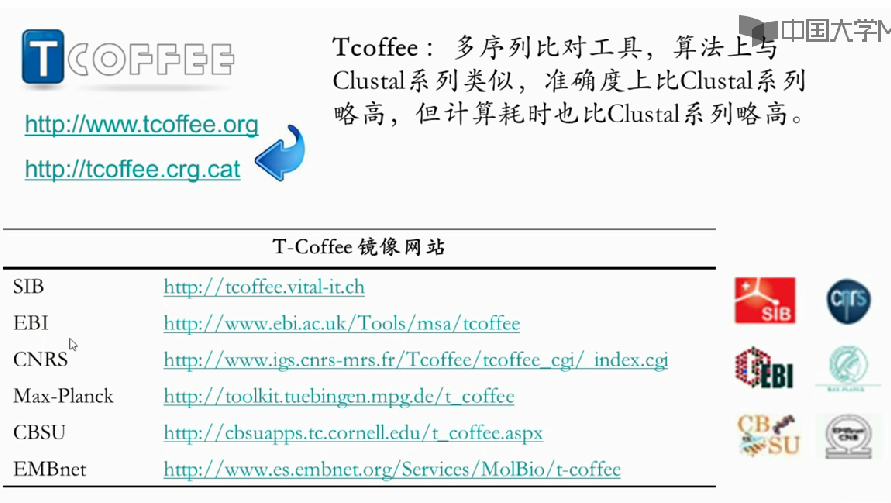 中国大学M
TCOFFEE
http://www.tcoffee.org
http://tcoffee.crg.cat
Tcoffee： 多序列比对工具，算法上与
Clustal系列类似，准确度上比Clustal系列
略高，但计算耗时也比Clustal系列略高。
T-Coffee 镜像网站
SIB http://tcoffee.vital-it.ch
EBI http://www.ebi.ac.uk/Tools/msa/tcoffee
CNRS http://www.igs.cnrs-mrs.fr/Tcoffee/tcoffee_cgi/_index.cgi
Max-Planck http://toolkit.tuebingen.mpg.de/t_coffee
CBSU http://cbsuapps.tc.cornell.edu/t_coffee.aspx
EMBnet http://www.es.embnet.org/Services/MolBio/t-coffee
SIB
cnrs
EBI
CB
SU